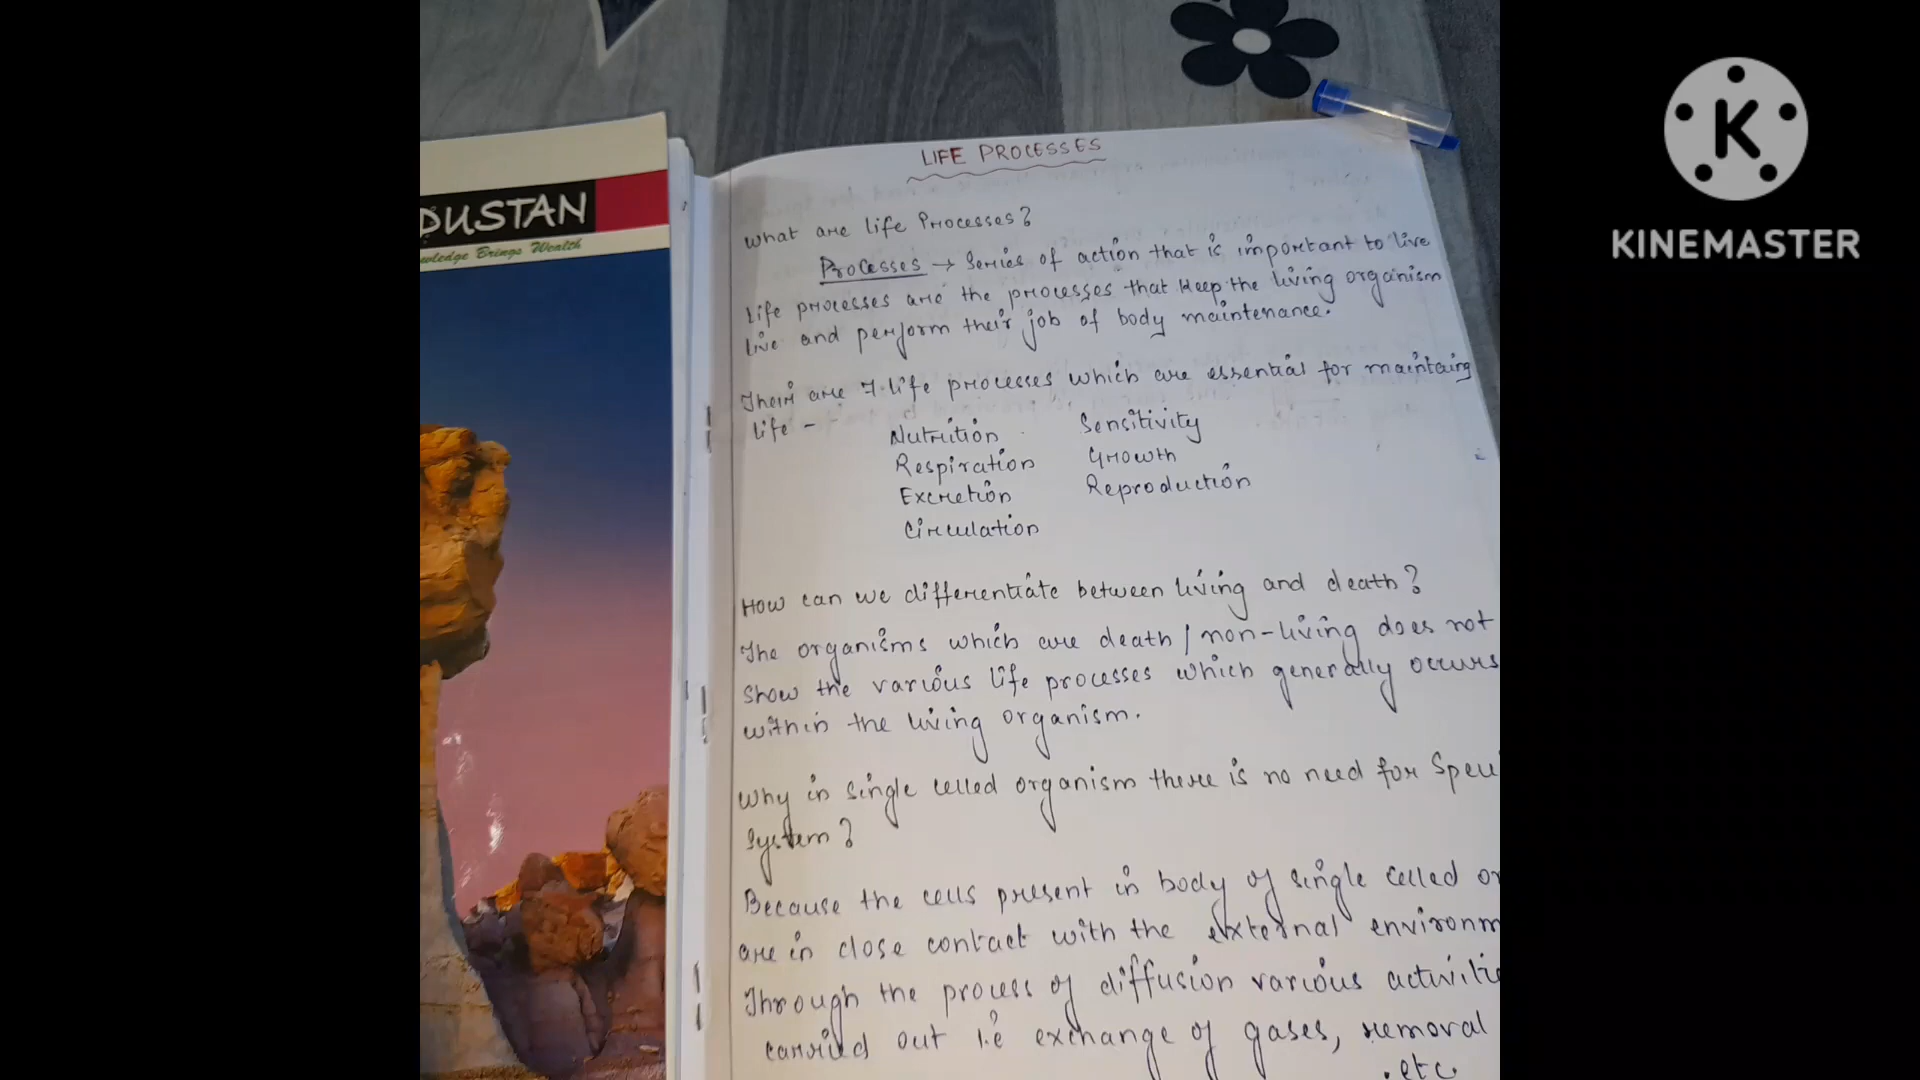 DUSTAN
wledge Brings Wealth
LIFE PROCESSES
What are life Processes?
Processes → Series of action that is important to live
Life processes are the processes that keep the living organism
live and perform their job of body maintenance.
Their are 7 life processes which are essential for maintaing
life -
Nutrition Sensitivity
Respiration Growth
Excretion Reproduction
Circulation
How can we differentiate between living and death?
The organisms which are death / non-living does not
show the various life processes which generally occurs
within the living organism.
Why in single celled organism there is no need for Speci
System?
Because the cells present in body of single celled or
are in close contact with the external environm
Through the process of diffusion various activitie
carried out i.e exchange of gases, removal
.etc.
K
KINEMASTER